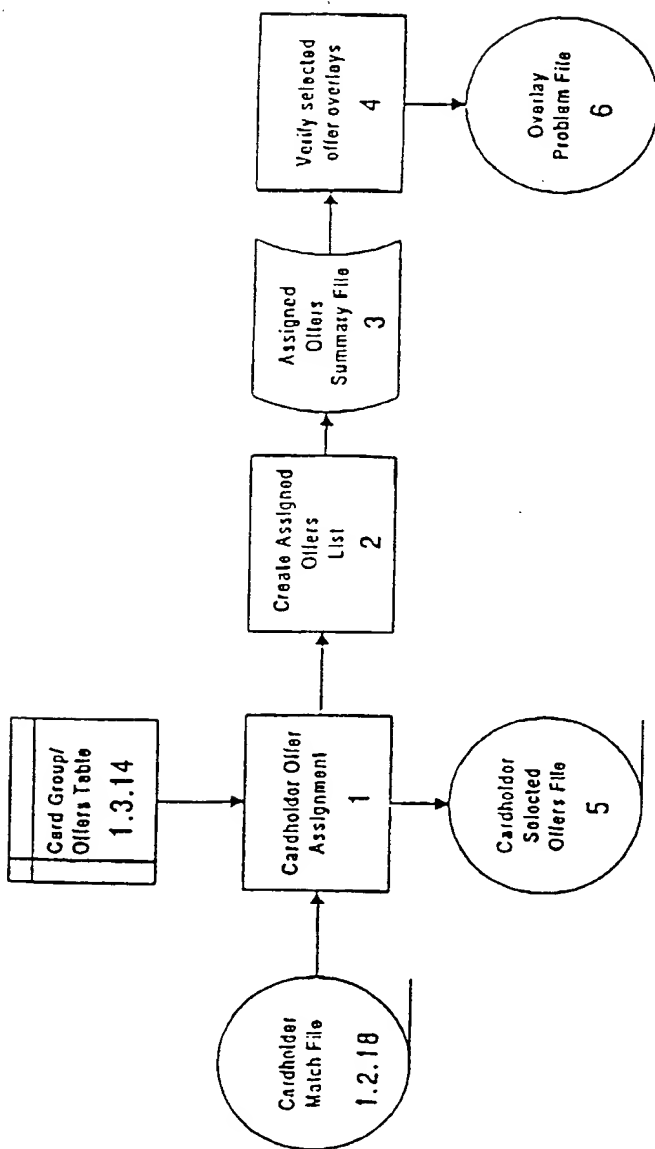 Card Group/
Offers Table
1.3.14
Cardholder
Match File
1.2.18
Cardholder Offer
Assignment
1
Cardholder
Selected
Offers File
5
Create Assigned
Offers
List
2
Assigned
Offers
Summary File
3
Verify selected
offer overlays
4
Overlay
Problem File
6